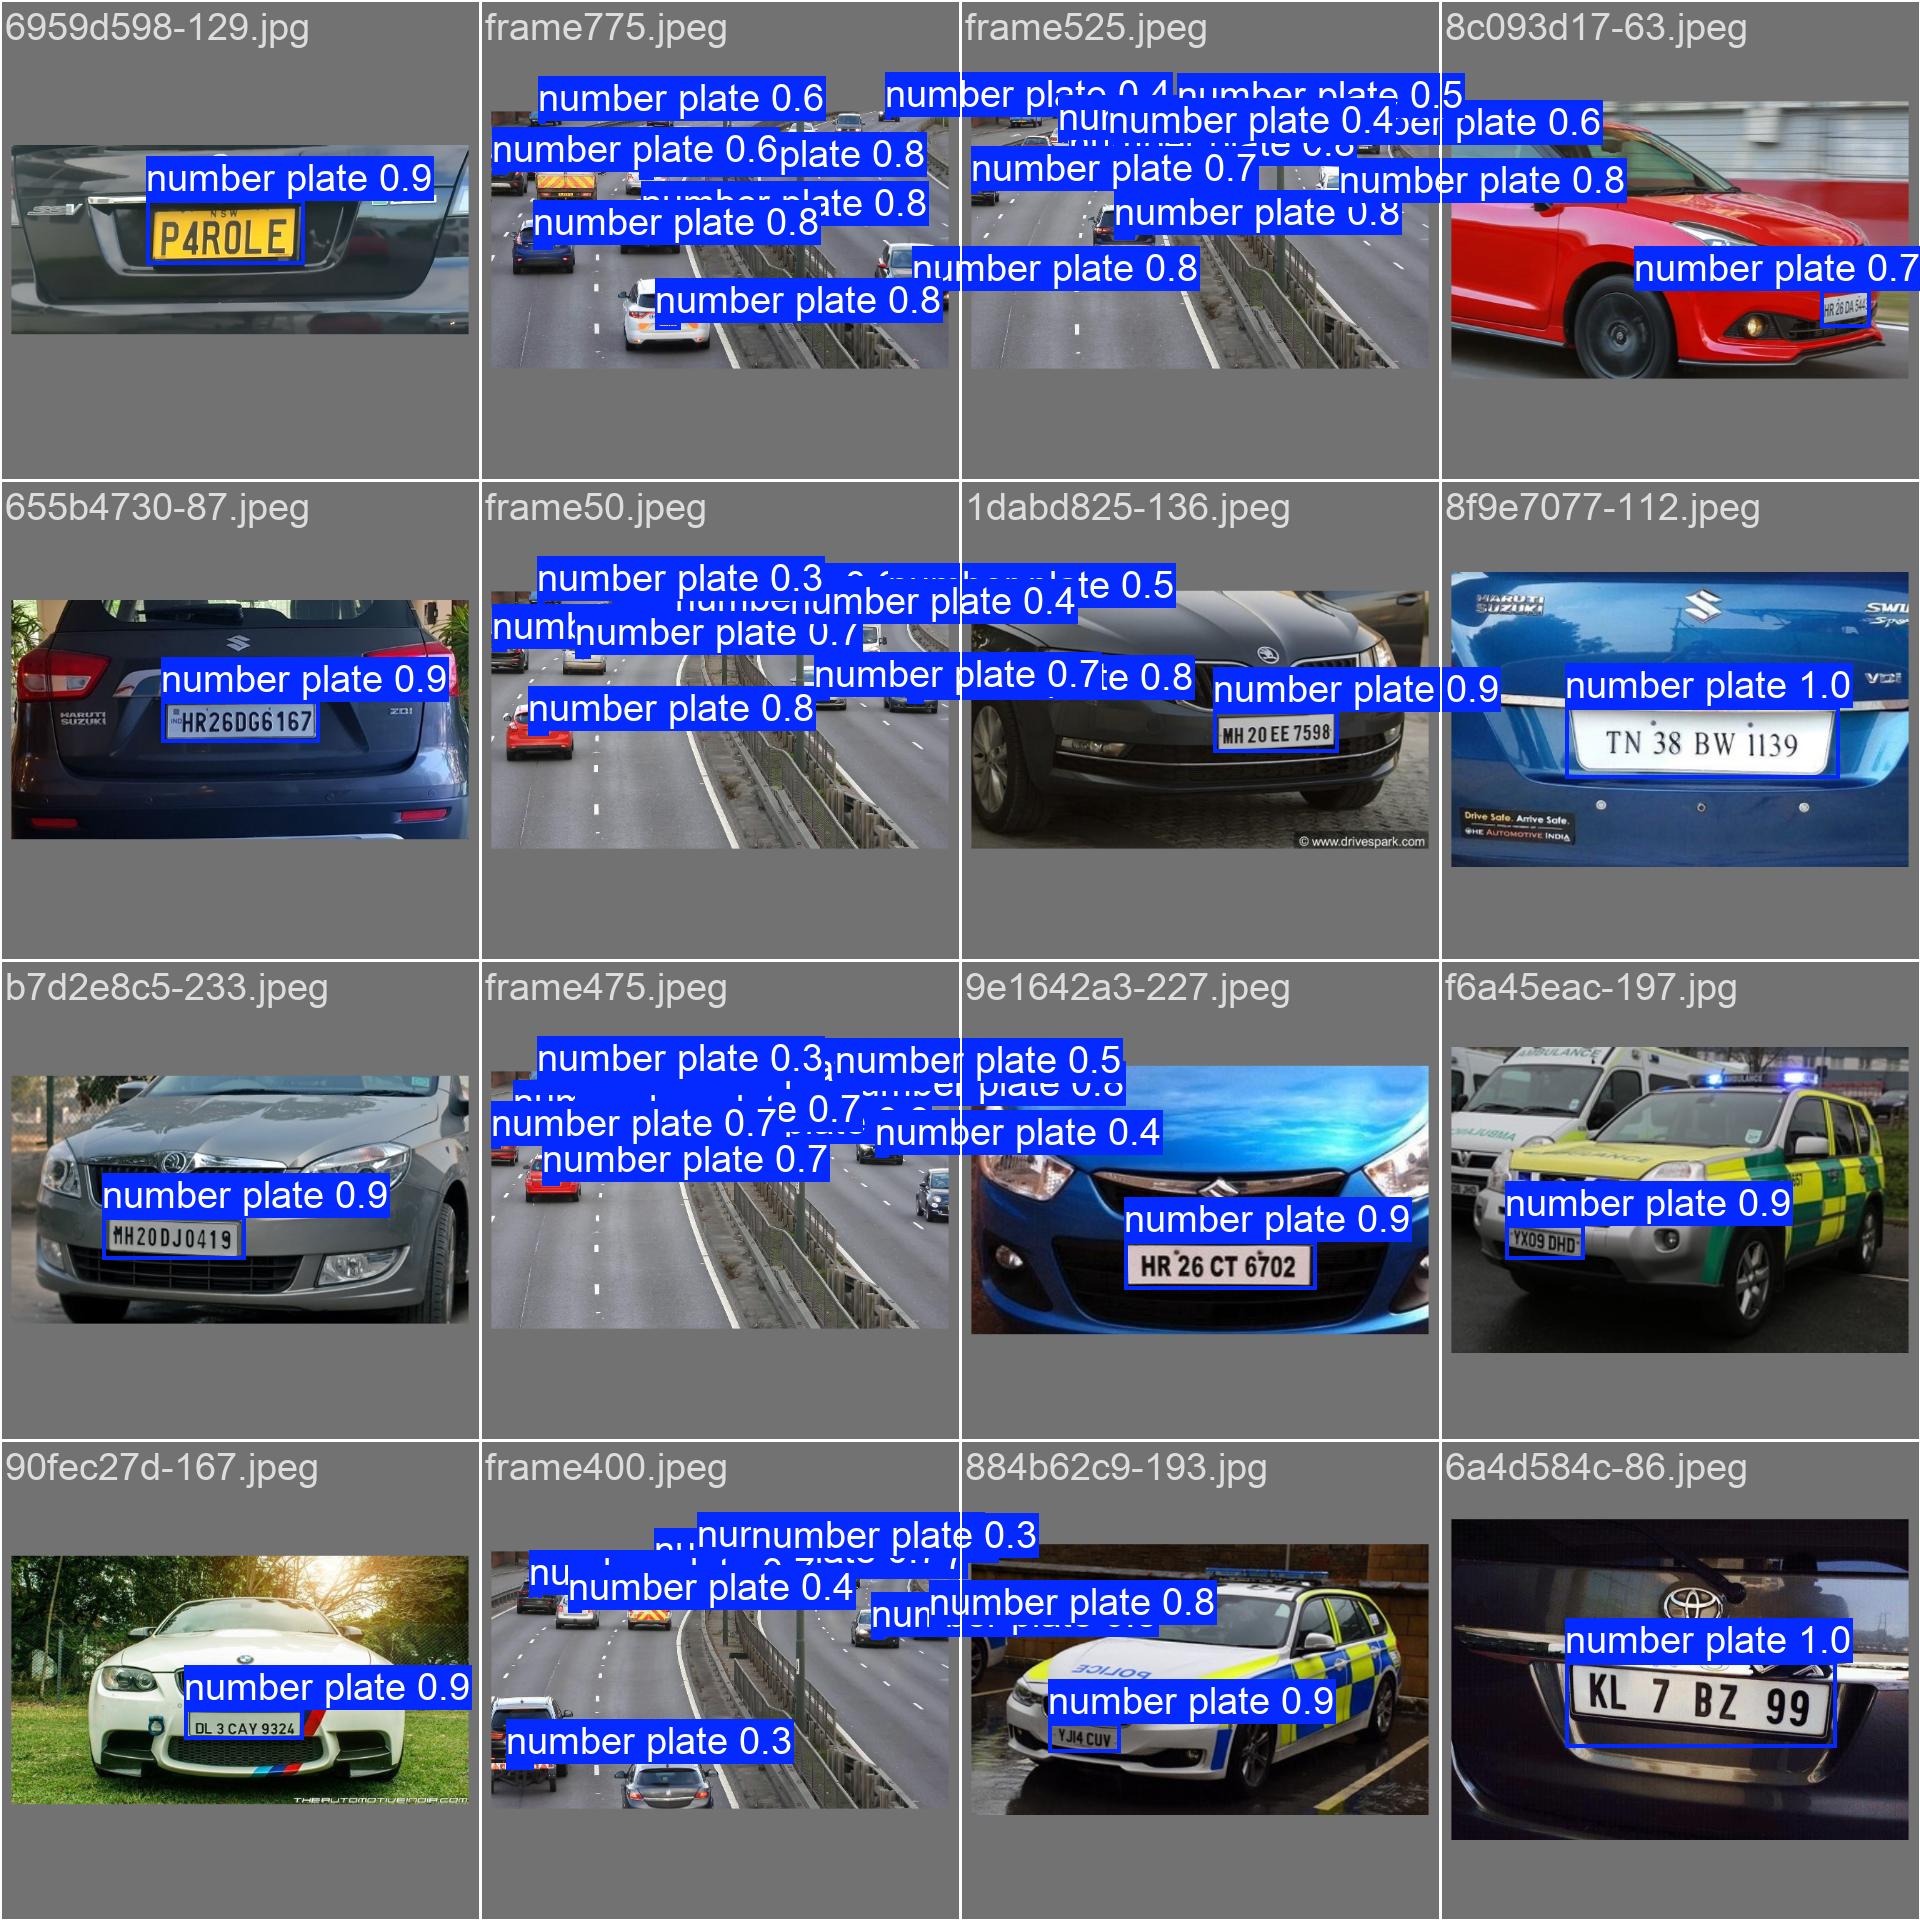 6959d598-129.jpg
frame775.jpeg
frame525.jpeg
8c093d17-63.jpeg
number plate 0.9
NSW
P4ROLE
SSV
number plate 0.6
number plate 0.6
plate 0.8
number plate 0.8
number plate 0.8
number plate 0.4
number plate 0.5
number plate 0.4
plate 0.6
number plate 0.7
number plate 0.8
number plate 0.8
number plate 0.8
number plate 0.7
HR 26 DA
655b4730-87.jpeg
frame50.jpeg
1dabd825-136.jpeg
8f9e7077-112.jpeg
number plate 0.9
MARUTI
SUZUKI
IND
HR26DG6167
ZDI
number plate 0.3
number plate 0.4
number plate 0.7
number plate 0.7
number plate 0.8
0.5
0.8
number plate 0.9
MH 20 EE 7598
© www.drivespark.com
MARUTI
SUZUKI
VDI
number plate 1.0
TN 38 BW 1139
Drive Safe. Arrive Safe.
THE AUTOMOTIVE INDIA
b7d2e8c5-233.jpeg
frame475.jpeg
9e1642a3-227.jpeg
f6a45eac-197.jpg
number plate 0.9
MH20DJ0419
number plate 0.3
number plate 0.5
number plate 0.7
0.7
number plate 0.8
number plate 0.4
number plate 0.7
number plate 0.9
HR 26 CT 6702
AMBULANCE
number plate 0.9
YX09 DHD
90fec27d-167.jpeg
frame400.jpeg
884b62c9-193.jpg
6a4d584c-86.jpeg
number plate 0.9
DL 3 CAY 9324
THEAUTOMOTIVEINDIA.COM
number plate 0.3
number plate 0.4
number plate 0.3
number plate 0.8
POLICE
number plate 0.9
YJ14 CUV
number plate 1.0
KL 7 BZ 99